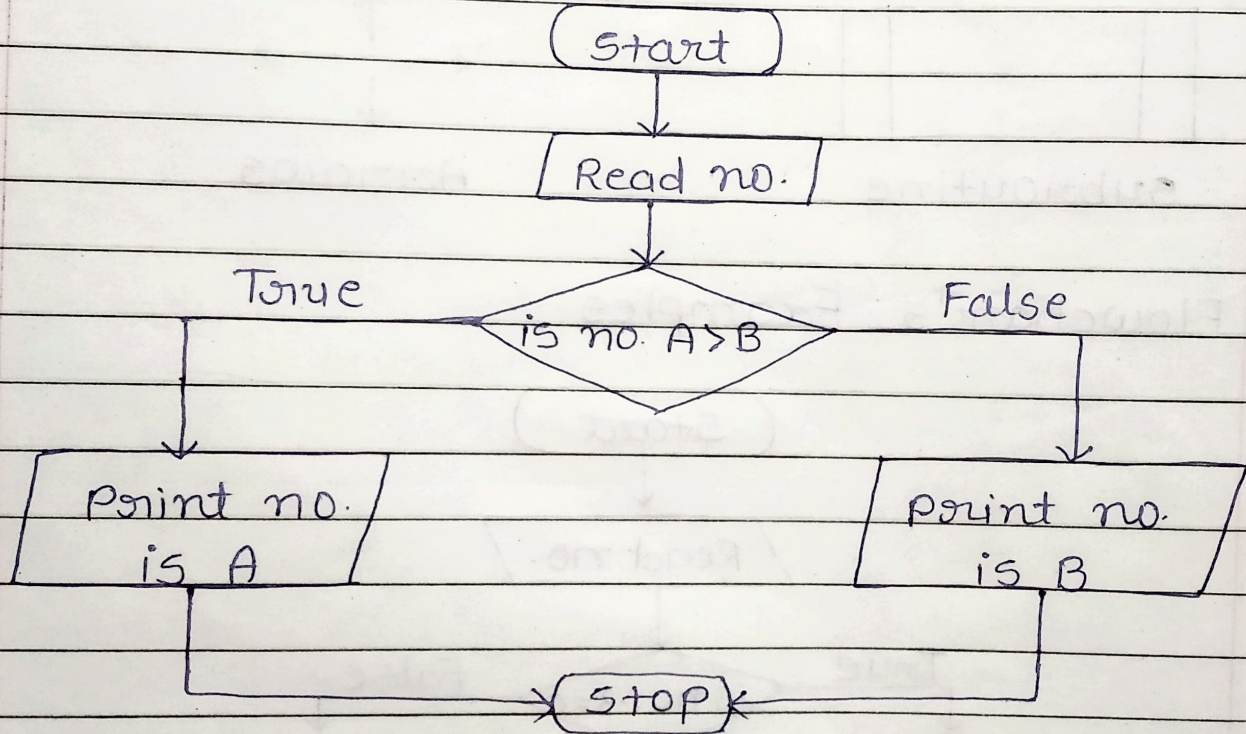 Start
Read no.
True
False
is no. A>B
Print no.
is A
print no.
is B
Stop